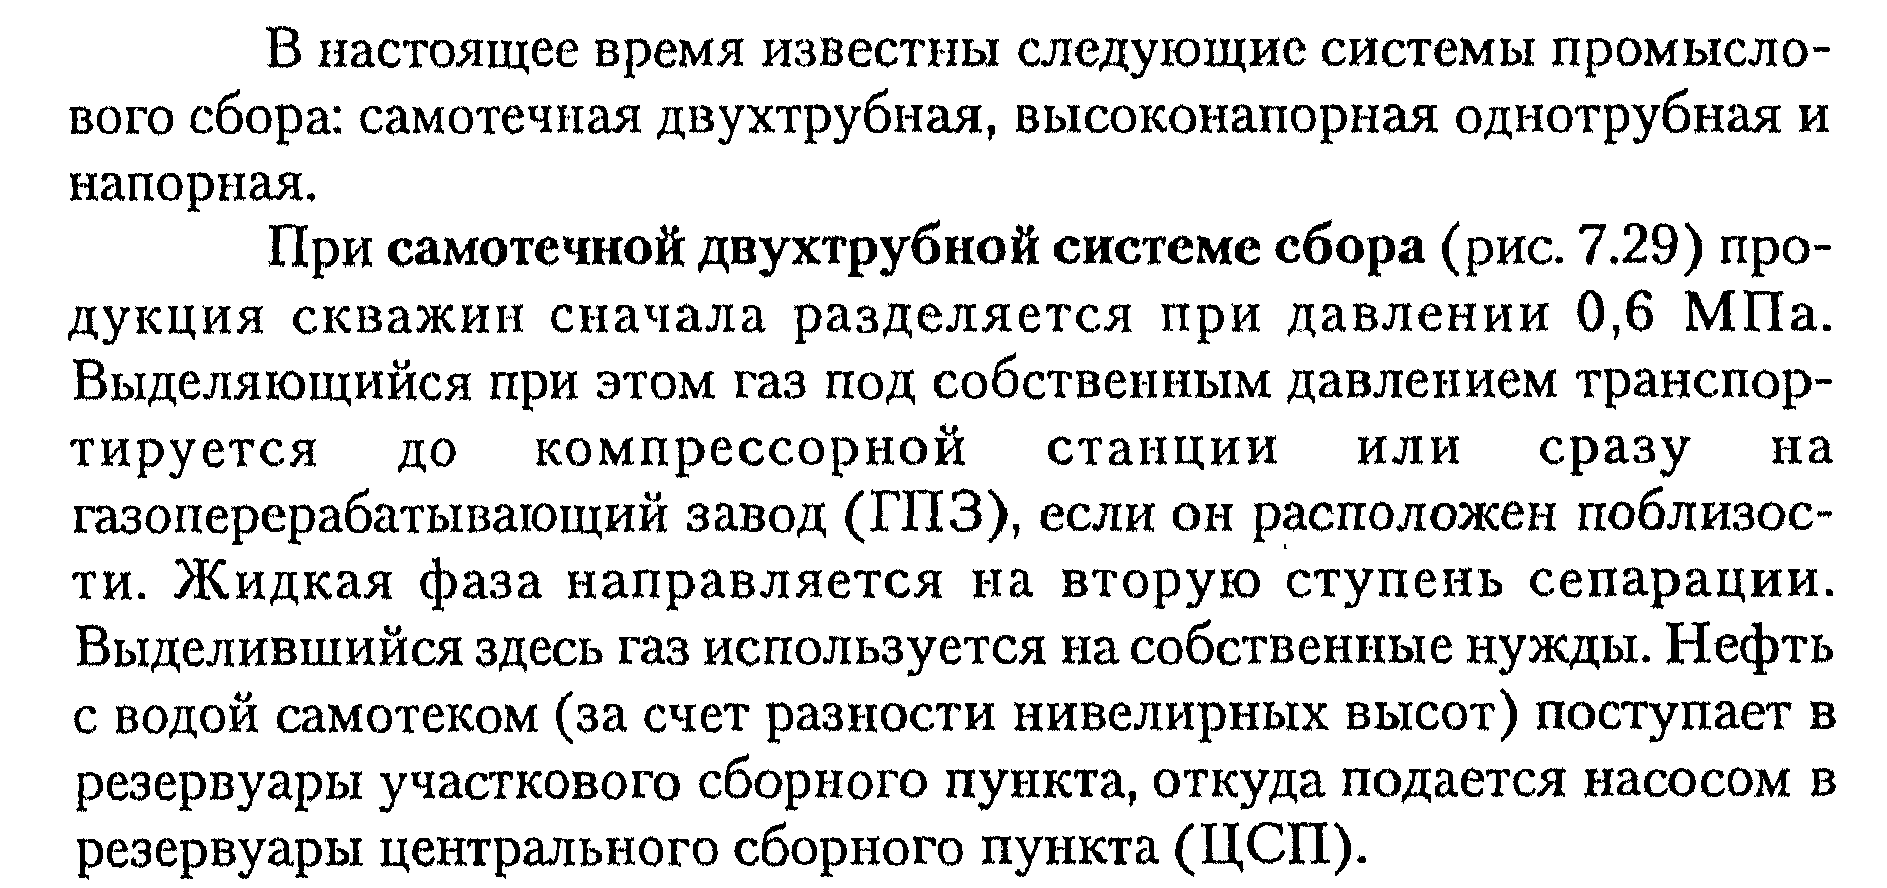 В настоящее время известны следующие системы промысло-
вого сбора: самотечная двухтрубная, высоконапорная однотрубная и
напорная.
При самотечной двухтрубной системе сбора (рис. 7.29) про-
дукция скважин сначала разделяется при давлении 0,6 МПа.
Выделяющийся при этом газ под собственным давлением транспор-
тируется до компрессорной станции или сразу на
газоперерабатывающий завод (ГПЗ), если он расположен поблизос-
ти. Жидкая фаза направляется на вторую ступень сепарации.
Выделившийся здесь газ используется на собственные нужды. Нефть
с водой самотеком (за счет разности нивелирных высот) поступает в
резервуары участкового сборного пункта, откуда подается насосом в
резервуары центрального сборного пункта (ЦСП).